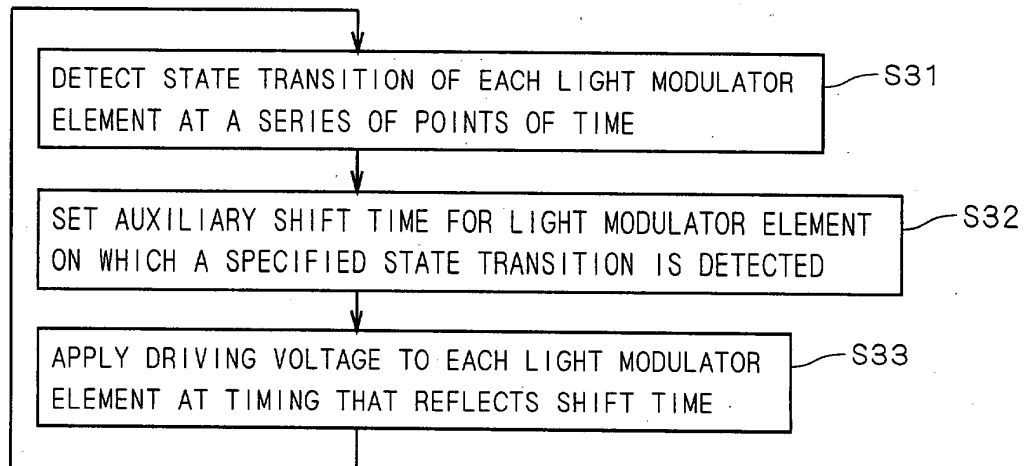 DETECT STATE TRANSITION OF EACH LIGHT MODULATOR
ELEMENT AT A SERIES OF POINTS OF TIME
S31
SET AUXILIARY SHIFT TIME FOR LIGHT MODULATOR ELEMENT
ON WHICH A SPECIFIED STATE TRANSITION IS DETECTED
S32
APPLY DRIVING VOLTAGE TO EACH LIGHT MODULATOR
ELEMENT AT TIMING THAT REFLECTS SHIFT TIME
S33